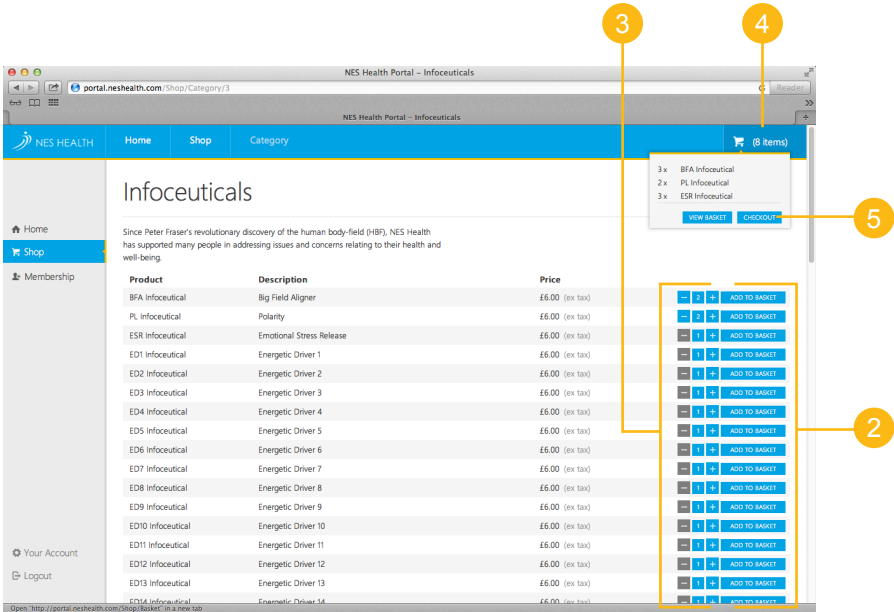 3
4
NES Health Portal – Infoceuticals
portal.neshealth.com/Shop/Category/3
Reader
NES Health Portal – Infoceuticals
NES HEALTH
Home
Shop
Category
(8 items)
3 x BFA Infoceutical
2 x PL Infoceutical
3 x ESR Infoceutical
VIEW BASKET CHECKOUT
5
Infoceuticals
Home
Shop
Membership
Since Peter Fraser's revolutionary discovery of the human body-field (HBF), NES Health
has supported many people in addressing issues and concerns relating to their health and
well-being.
Product Description Price
BFA Infoceutical Big Field Aligner £6.00 (ex tax) − 2 + ADD TO BASKET
PL Infoceutical Polarity £6.00 (ex tax) − 2 + ADD TO BASKET
ESR Infoceutical Emotional Stress Release £6.00 (ex tax) − 1 + ADD TO BASKET
ED1 Infoceutical Energetic Driver 1 £6.00 (ex tax) − 1 + ADD TO BASKET
ED2 Infoceutical Energetic Driver 2 £6.00 (ex tax) − 1 + ADD TO BASKET
ED3 Infoceutical Energetic Driver 3 £6.00 (ex tax) − 1 + ADD TO BASKET
ED4 Infoceutical Energetic Driver 4 £6.00 (ex tax) − 1 + ADD TO BASKET
ED5 Infoceutical Energetic Driver 5 £6.00 (ex tax) − 1 + ADD TO BASKET
2
ED6 Infoceutical Energetic Driver 6 £6.00 (ex tax) − 1 + ADD TO BASKET
ED7 Infoceutical Energetic Driver 7 £6.00 (ex tax) − 1 + ADD TO BASKET
ED8 Infoceutical Energetic Driver 8 £6.00 (ex tax) − 1 + ADD TO BASKET
ED9 Infoceutical Energetic Driver 9 £6.00 (ex tax) − 1 + ADD TO BASKET
ED10 Infoceutical Energetic Driver 10 £6.00 (ex tax) − 1 + ADD TO BASKET
ED11 Infoceutical Energetic Driver 11 £6.00 (ex tax) − 1 + ADD TO BASKET
ED12 Infoceutical Energetic Driver 12 £6.00 (ex tax) − 1 + ADD TO BASKET
ED13 Infoceutical Energetic Driver 13 £6.00 (ex tax) − 1 + ADD TO BASKET
ED14 Infoceutical Energetic Driver 14 £6.00 (ex tax) − 1 + ADD TO BASKET
Your Account
Logout
Open "http://portal.neshealth.com/Shop/Basket" in a new tab